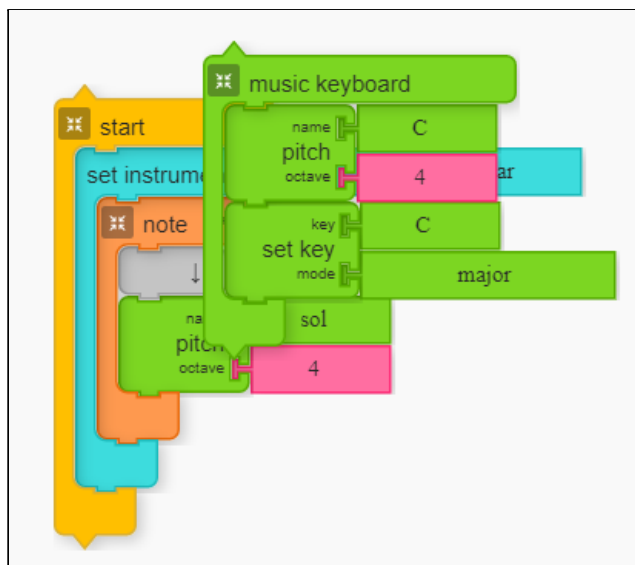 music keyboard
start
name
C
pitch
octave
4
ar
set instrum
key
C
note
set key
mode
major
↓
sol
pitch
octave
4